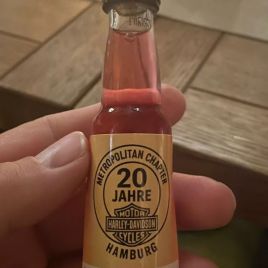 METROPOLITAN CHAPTER
20
JAHRE
MOTOR
HARLEY-DAVIDSON
CYCLES
HAMBURG